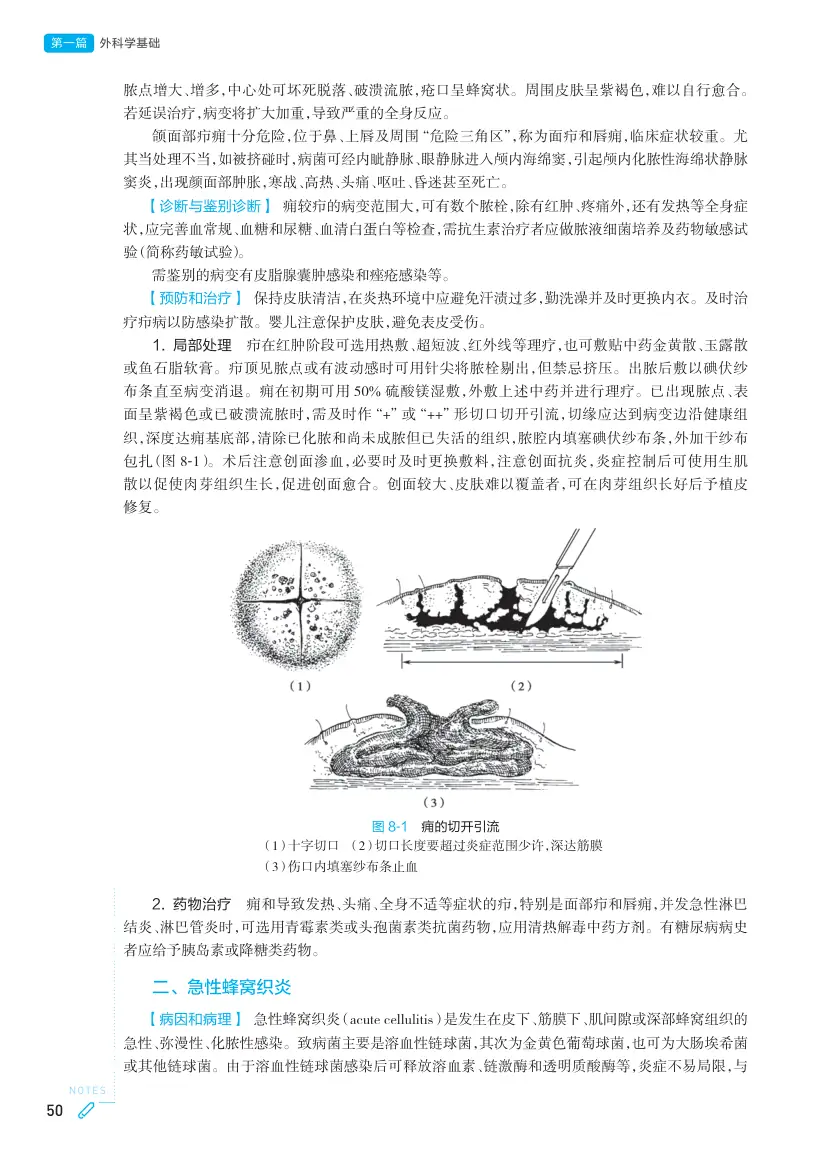 第一篇 外科学基础
脓点增大、增多,中心处可坏死脱落、破溃流脓,疮口呈蜂窝状。周围皮肤呈紫褐色,难以自行愈合。
若延误治疗,病变将扩大加重,导致严重的全身反应。
颌面部疖痈十分危险,位于鼻、上唇及周围“危险三角区”,称为面疖和唇痈,临床症状较重。尤
其当处理不当,如被挤碰时,病菌可经内眦静脉、眼静脉进入颅内海绵窦,引起颅内化脓性海绵状静脉
窦炎,出现颜面部肿胀,寒战、高热、头痛、呕吐、昏迷甚至死亡。
【诊断与鉴别诊断】 痈较疖的病变范围大,可有数个脓栓,除有红肿、疼痛外,还有发热等全身症
状,应完善血常规、血糖和尿糖、血清白蛋白等检查,需抗生素治疗者应做脓液细菌培养及药物敏感试
验(简称药敏试验)。
需鉴别的病变有皮脂腺囊肿感染和痤疮感染等。
【预防和治疗】 保持皮肤清洁,在炎热环境中应避免汗渍过多,勤洗澡并及时更换内衣。及时治
疗疖病以防感染扩散。婴儿注意保护皮肤,避免表皮受伤。
1. 局部处理 疖在红肿阶段可选用热敷、超短波、红外线等理疗,也可敷贴中药金黄散、玉露散
或鱼石脂软膏。疖顶见脓点或有波动感时可用针尖将脓栓剔出,但禁忌挤压。出脓后敷以碘伏纱
布条直至病变消退。痈在初期可用 50% 硫酸镁湿敷,外敷上述中药并进行理疗。已出现脓点、表
面呈紫褐色或已破溃流脓时,需及时作“+”或“++”形切口切开引流,切缘应达到病变边沿健康组
织,深度达痈基底部,清除已化脓和尚未成脓但已失活的组织,脓腔内填塞碘伏纱布条,外加干纱布
包扎(图 8-1)。术后注意创面渗血,必要时及时更换敷料,注意创面抗炎,炎症控制后可使用生肌
散以促使肉芽组织生长,促进创面愈合。创面较大、皮肤难以覆盖者,可在肉芽组织长好后予植皮
修复。
(1)
(2)
(3)
图 8-1 痈的切开引流
(1)十字切口 (2)切口长度要超过炎症范围少许,深达筋膜
(3)伤口内填塞纱布条止血
2. 药物治疗 痈和导致发热、头痛、全身不适等症状的疖,特别是面部疖和唇痈,并发急性淋巴
结炎、淋巴管炎时,可选用青霉素类或头孢菌素类抗菌药物,应用清热解毒中药方剂。有糖尿病病史
者应给予胰岛素或降糖类药物。
二、急性蜂窝织炎
【病因和病理】 急性蜂窝织炎(acute cellulitis)是发生在皮下、筋膜下、肌间隙或深部蜂窝组织的
急性、弥漫性、化脓性感染。致病菌主要是溶血性链球菌,其次为金黄色葡萄球菌,也可为大肠埃希菌
或其他链球菌。由于溶血性链球菌感染后可释放溶血素、链激酶和透明质酸酶等,炎症不易局限,与
NOTES
50